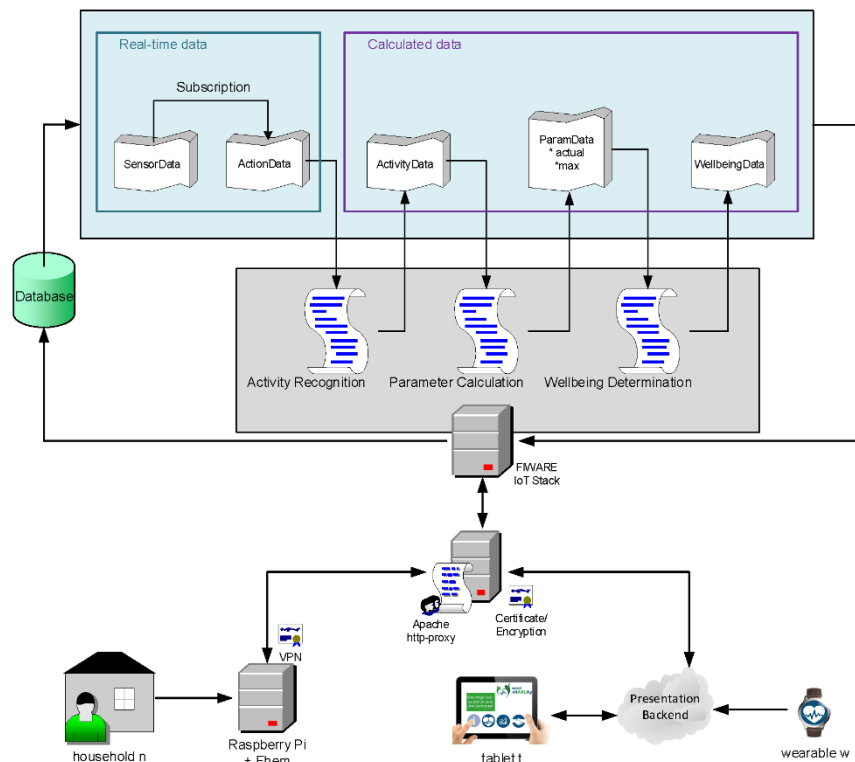 Real-time data
Calculated data
Subscription
SensorData
ActionData
ActivityData
ParamData
* actual
*max
WellbeingData
Database
Activity Recognition
Parameter Calculation
Wellbeing Determination
FIWARE
IoT Stack
Apache
http-proxy
Certificate/
Encryption
VPN
household n
Raspberry Pi
+ Fhem
tablet t
Presentation
Backend
wearable w